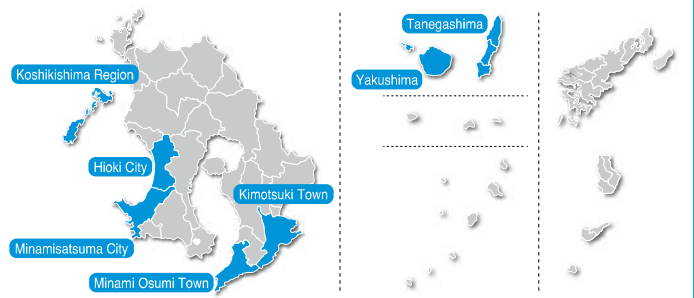 Tanegashima
Koshikishima Region
Yakushima
Hioki City
Kimotsuki Town
Minamisatsuma City
Minami Osumi Town